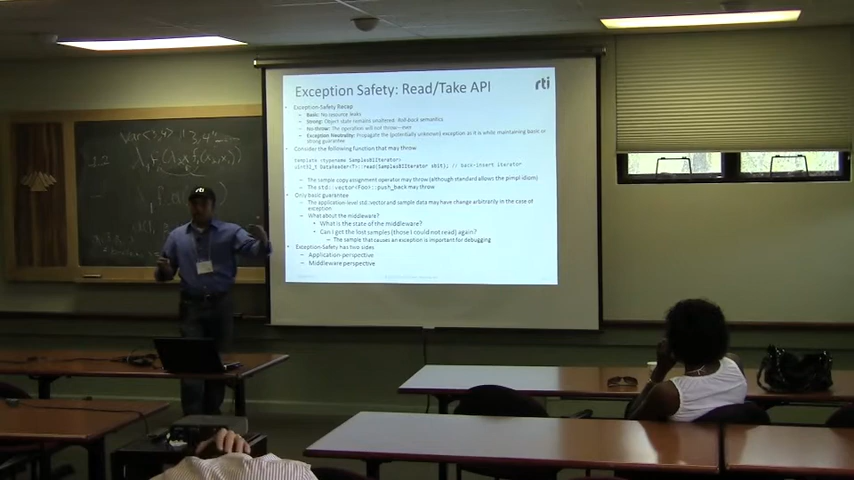 Exception Safety: Read/Take API
rti
Exception-Safety Recap
Basic: No resource leaks
Strong: Object state remains unaltered. Roll-back semantics
No-throw: The operation will not throw—ever
Exception Neutrality: Propagate the (potentially unknown) exception as it is while maintaining basic or
strong guarantee
Consider the following function that may throw
template <typename SamplesBIIterator>
uint32_t DataReader<T>::read(SamplesBIIterator sbit); // back-insert iterator
– The sample copy assignment operator may throw (although standard allows the pimpl-idiom)
– The std::vector<Foo>::push_back may throw
Only basic guarantee
– The application-level std::vector and sample data may have change arbitrarily in the case of
exception
– What about the middleware?
What is the state of the middleware?
Can I get the lost samples (those I could not read) again?
– The sample that causes an exception is important for debugging
Exception-Safety has two sides
– Application-perspective
– Middleware perspective
rti